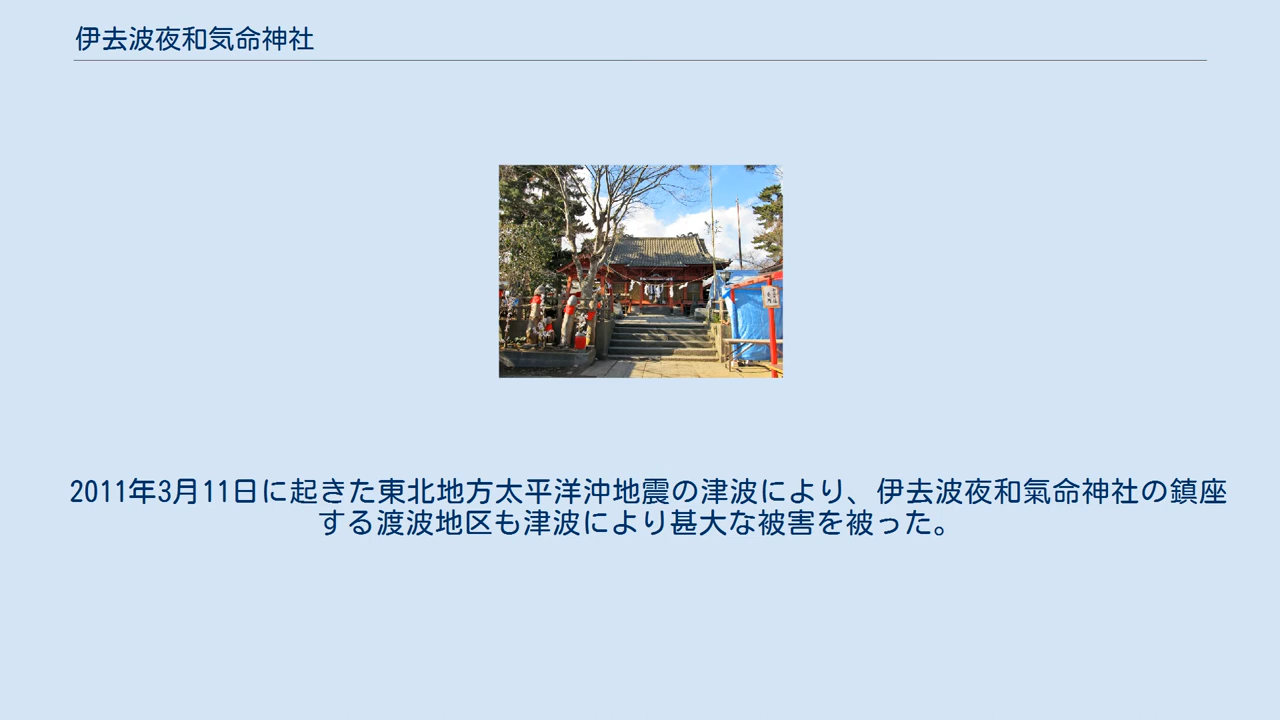 伊去波夜和気命神社
2011年3月11日に起きた東北地方太平洋沖地震の津波により、伊去波夜和氣命神社の鎮座
する渡波地区も津波により甚大な被害を被った。